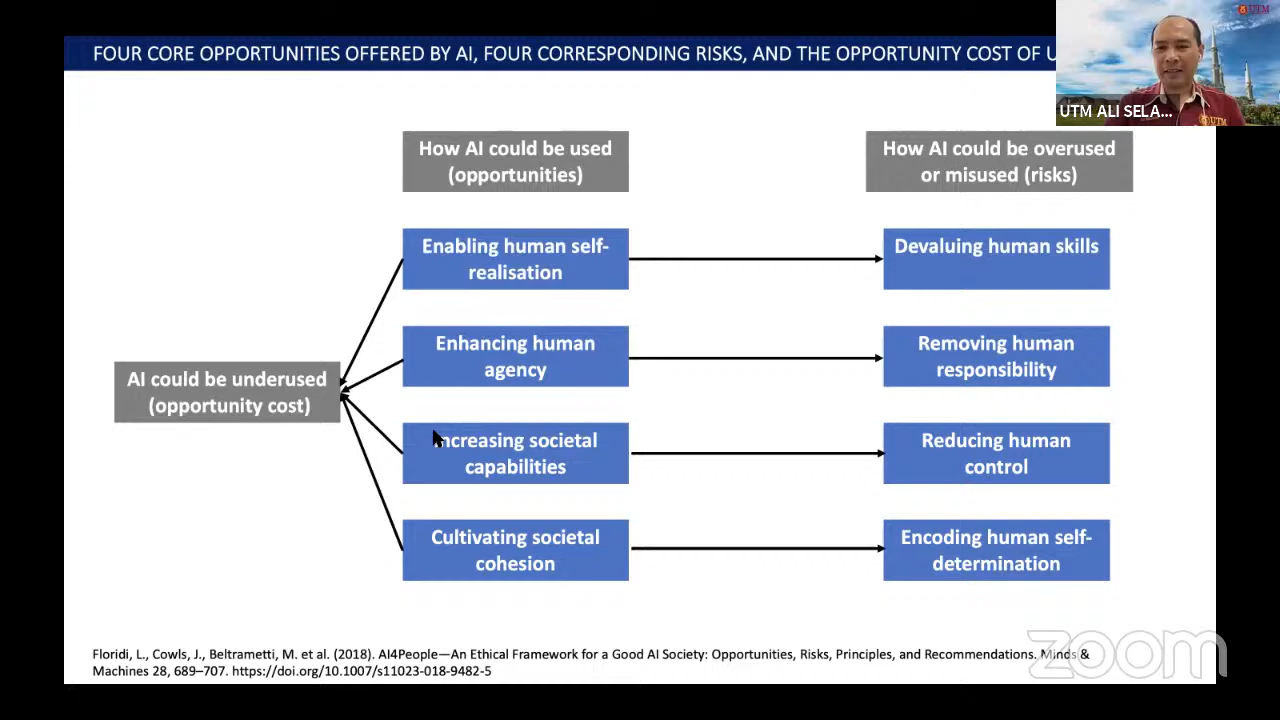 FOUR CORE OPPORTUNITIES OFFERED BY AI, FOUR CORRESPONDING RISKS, AND THE OPPORTUNITY COST OF U
UTM
UTM ALI SELA...
UTM
How AI could be used
(opportunities)
How AI could be overused
or misused (risks)
Enabling human self-
realisation
Devaluing human skills
Enhancing human
agency
Removing human
responsibility
AI could be underused
(opportunity cost)
Increasing societal
capabilities
Reducing human
control
Cultivating societal
cohesion
Encoding human self-
determination
Floridi, L., Cowls, J., Beltrametti, M. et al. (2018). AI4People—An Ethical Framework for a Good AI Society: Opportunities, Risks, Principles, and Recommendations. Minds &
Machines 28, 689–707. https://doi.org/10.1007/s11023-018-9482-5
zoom